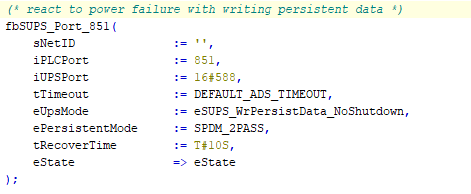 (* react to power failure with writing persistent data *)
fbSUPS_Port_851(
sNetID := '',
iPLCPort := 851,
iUPSPort := 16#588,
tTimeout := DEFAULT_ADS_TIMEOUT,
eUpsMode := eSUPS_WrPersistData_NoShutdown,
ePersistentMode := SPDM_2PASS,
tRecoverTime := T#10S,
eState => eState
);